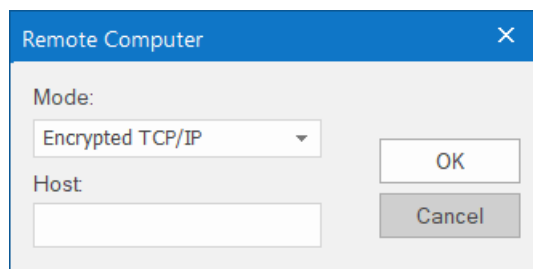 Remote Computer
Mode:
Encrypted TCP/IP
Host:
OK
Cancel